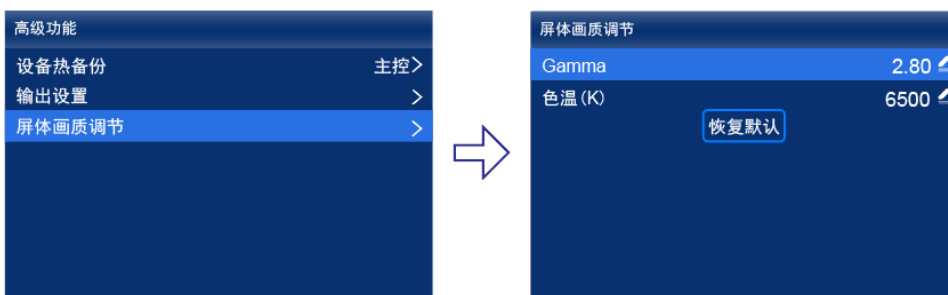 高级功能
设备热备份 主控>
输出设置 >
屏体画质调节 >
屏体画质调节
Gamma 2.80
色温(K) 6500
恢复默认